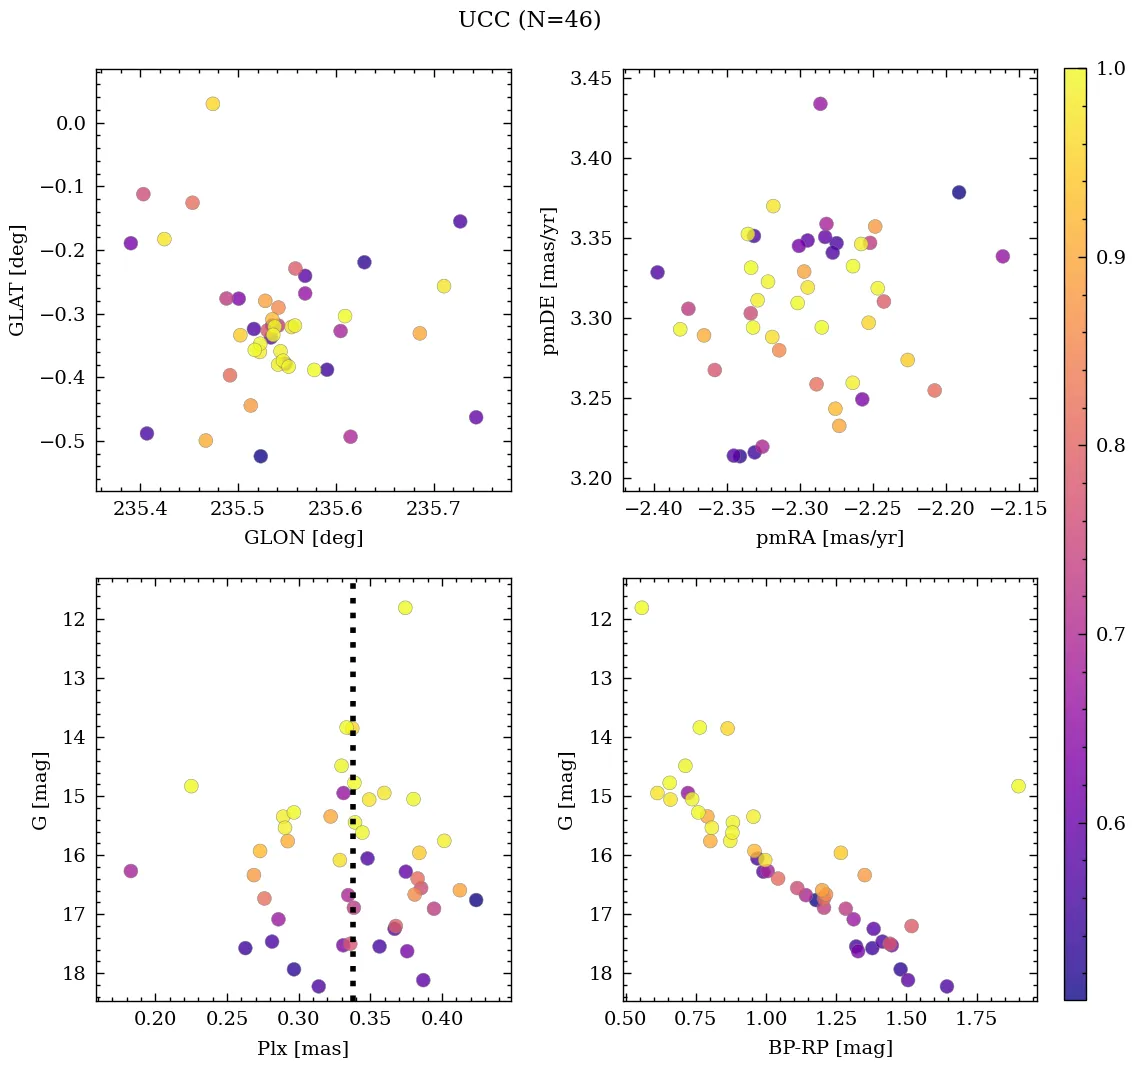 UCC (N=46)
0.0
−0.1
−0.2
−0.3
−0.4
−0.5
GLAT [deg]
235.4 235.5 235.6 235.7
GLON [deg]
3.45
3.40
3.35
3.30
3.25
3.20
pmDE [mas/yr]
−2.40 −2.35 −2.30 −2.25 −2.20 −2.15
pmRA [mas/yr]
12
13
14
15
16
17
18
G [mag]
0.20 0.25 0.30 0.35 0.40
Plx [mas]
12
13
14
15
16
17
18
G [mag]
0.50 0.75 1.00 1.25 1.50 1.75
BP-RP [mag]
1.0
0.9
0.8
0.7
0.6